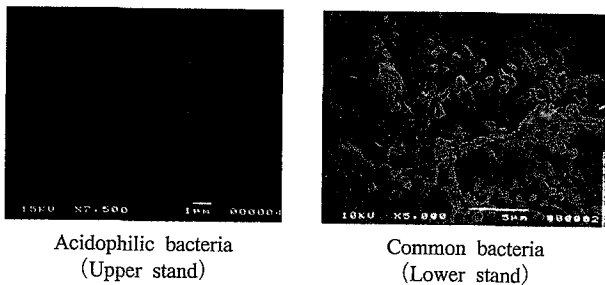 15KV X7,500 1μm 000004
10KV X5,000 5μm 000002
Acidophilic bacteria
(Upper stand)
Common bacteria
(Lower stand)